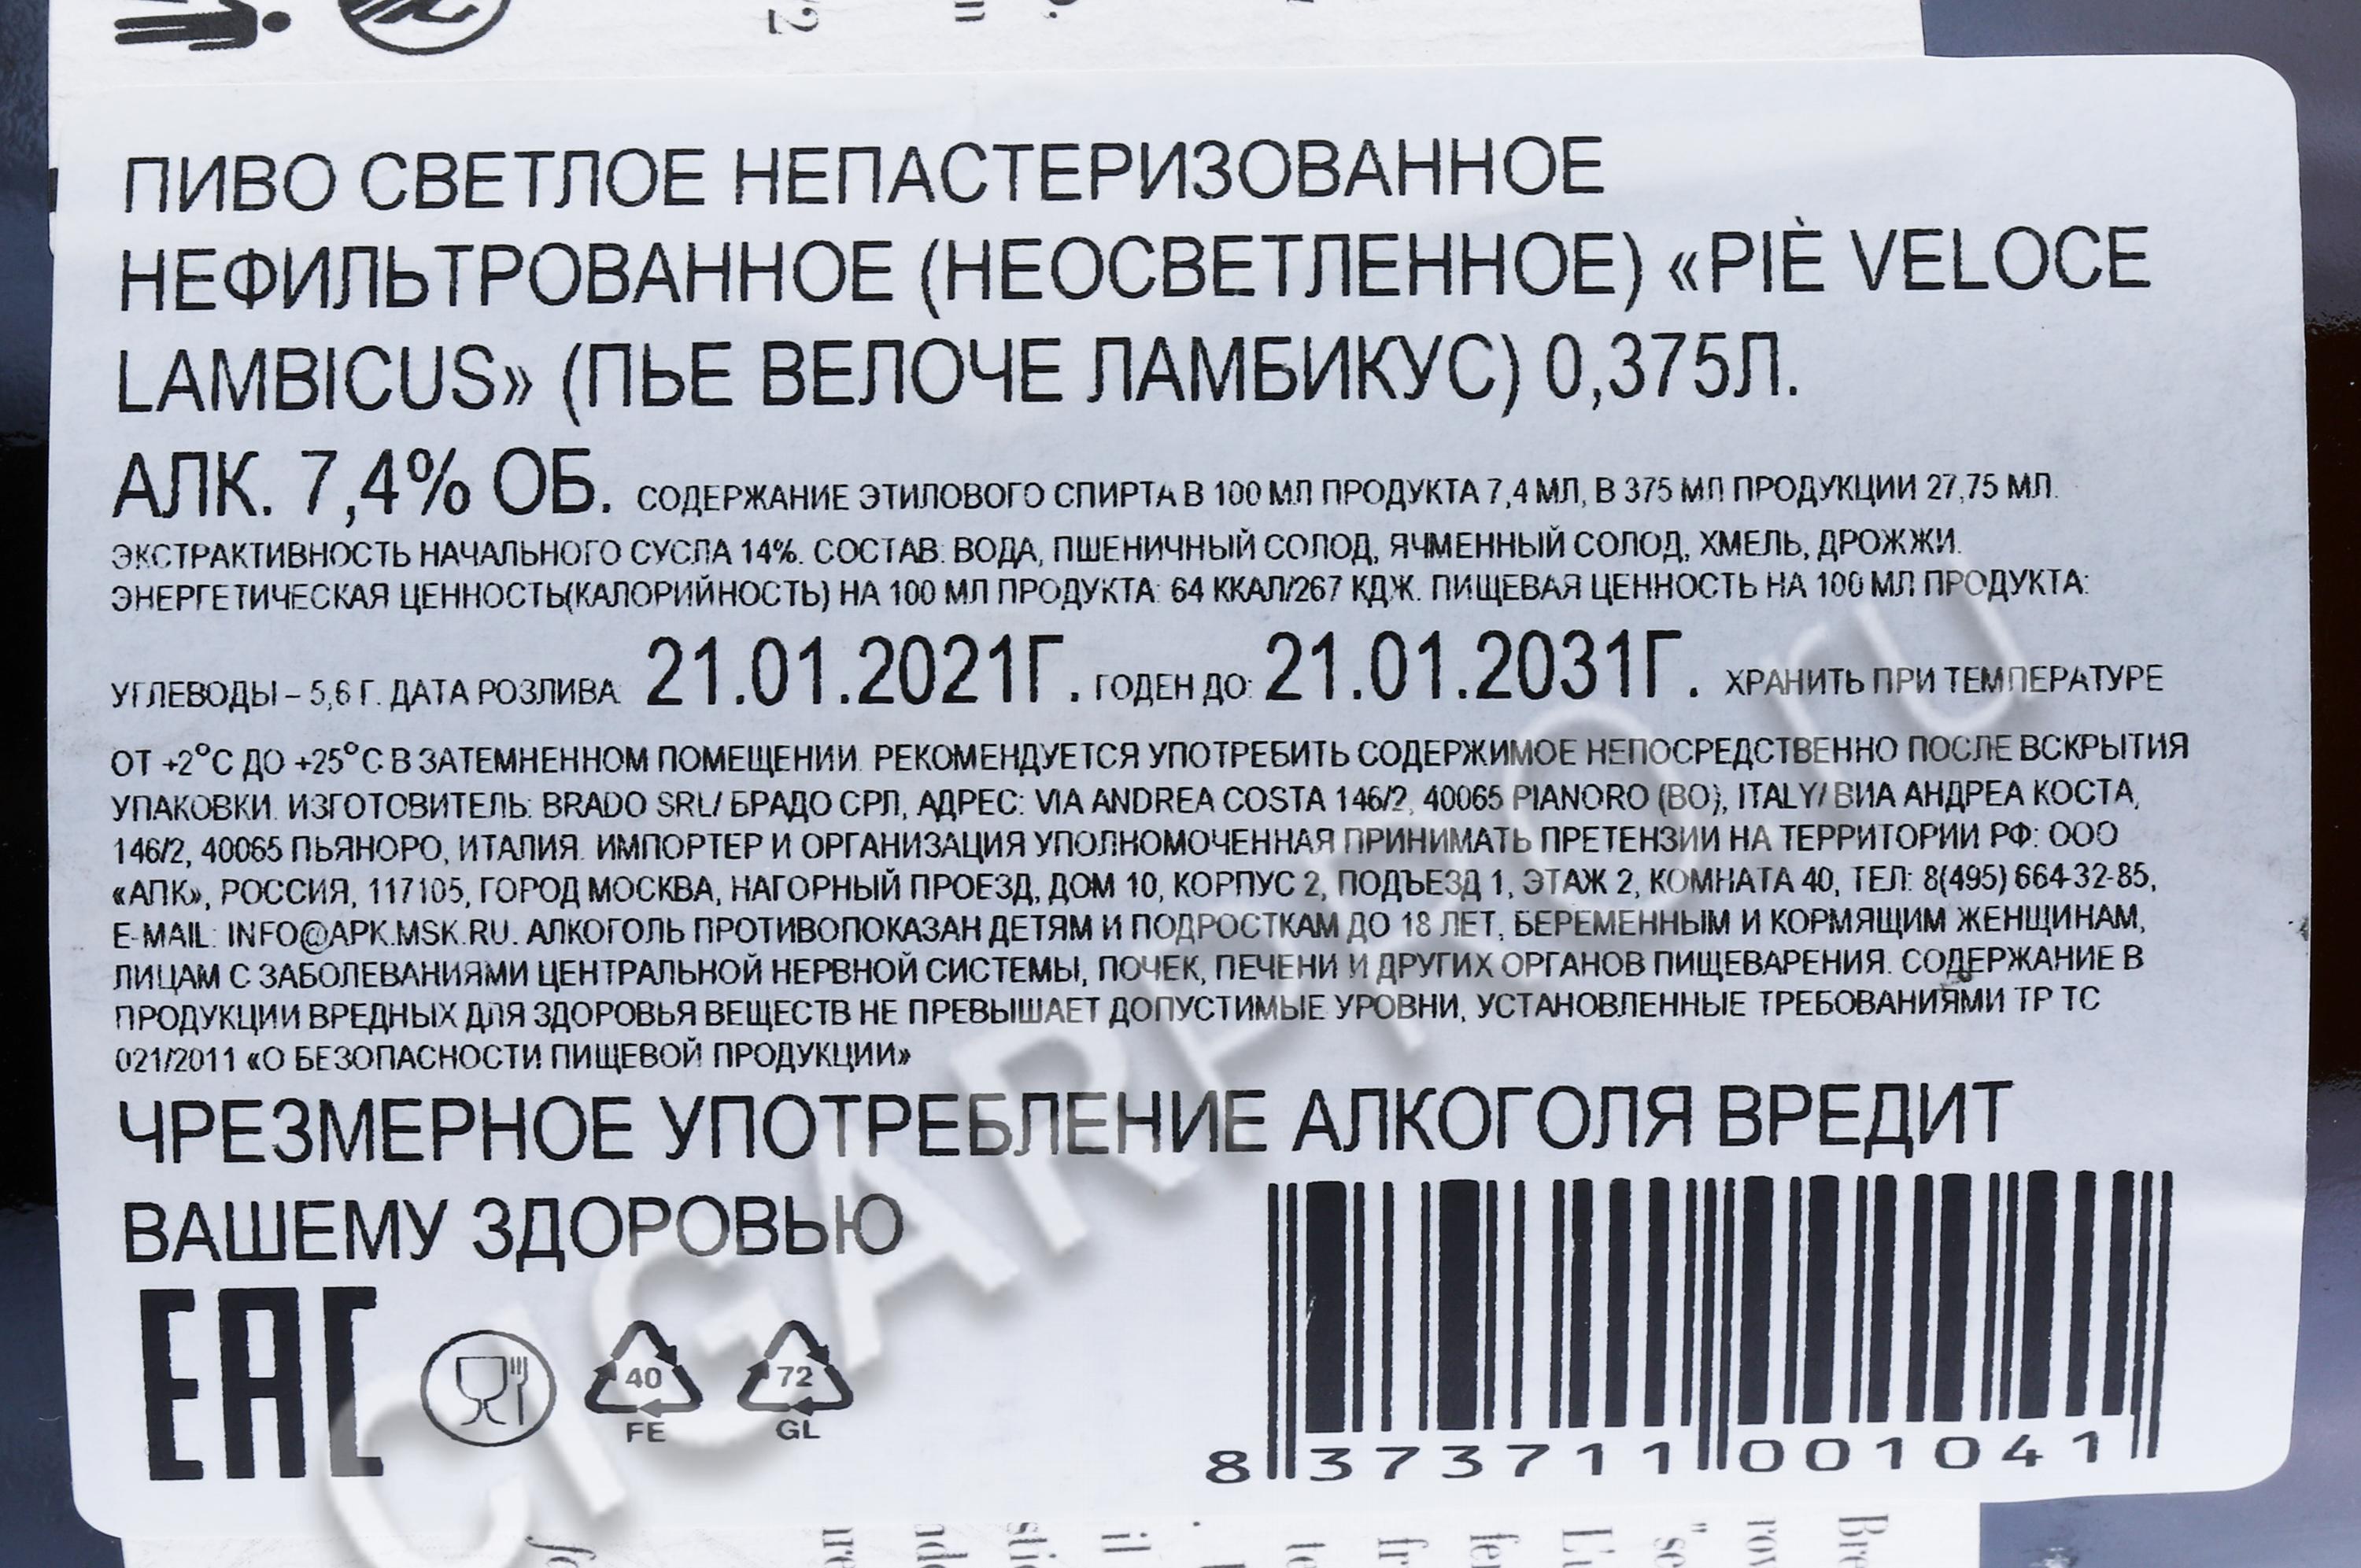 ПИВО СВЕТЛОЕ НЕПАСТЕРИЗОВАННОЕ
НЕФИЛЬТРОВАННОЕ (НЕОСВЕТЛЕННОЕ) «PIÈ VELOCE
LAMBICUS» (ПЬЕ ВЕЛОЧЕ ЛАМБИКУС) 0,375Л.
АЛК. 7,4% ОБ. СОДЕРЖАНИЕ ЭТИЛОВОГО СПИРТА В 100 МЛ ПРОДУКТА 7,4 МЛ, В 375 МЛ ПРОДУКЦИИ 27,75 МЛ.
ЭКСТРАКТИВНОСТЬ НАЧАЛЬНОГО СУСЛА 14%. СОСТАВ: ВОДА, ПШЕНИЧНЫЙ СОЛОД, ЯЧМЕННЫЙ СОЛОД, ХМЕЛЬ, ДРОЖЖИ.
ЭНЕРГЕТИЧЕСКАЯ ЦЕННОСТЬ(КАЛОРИЙНОСТЬ) НА 100 МЛ ПРОДУКТА: 64 ККАЛ/267 КДЖ. ПИЩЕВАЯ ЦЕННОСТЬ НА 100 МЛ ПРОДУКТА:
УГЛЕВОДЫ – 5,6 Г. ДАТА РОЗЛИВА: 21.01.2021Г. ГОДЕН ДО: 21.01.2031Г. ХРАНИТЬ ПРИ ТЕМПЕРАТУРЕ
ОТ +2°С ДО +25°С В ЗАТЕМНЕННОМ ПОМЕЩЕНИИ. РЕКОМЕНДУЕТСЯ УПОТРЕБИТЬ СОДЕРЖИМОЕ НЕПОСРЕДСТВЕННО ПОСЛЕ ВСКРЫТИЯ
УПАКОВКИ. ИЗГОТОВИТЕЛЬ: BRADO SRL/ БРАДО СРЛ, АДРЕС: VIA ANDREA COSTA 146/2, 40065 PIANORO (BO), ITALY/ ВИА АНДРЕА КОСТА,
146/2, 40065 ПЬЯНОРО, ИТАЛИЯ. ИМПОРТЕР И ОРГАНИЗАЦИЯ УПОЛНОМОЧЕННАЯ ПРИНИМАТЬ ПРЕТЕНЗИИ НА ТЕРРИТОРИИ РФ: ООО
«АПК», РОССИЯ, 117105, ГОРОД МОСКВА, НАГОРНЫЙ ПРОЕЗД, ДОМ 10, КОРПУС 2, ПОДЪЕЗД 1, ЭТАЖ 2, КОМНАТА 40, ТЕЛ: 8(495) 664-32-85,
E-MAIL: INFO@APK.MSK.RU. АЛКОГОЛЬ ПРОТИВОПОКАЗАН ДЕТЯМ И ПОДРОСТКАМ ДО 18 ЛЕТ, БЕРЕМЕННЫМ И КОРМЯЩИМ ЖЕНЩИНАМ,
ЛИЦАМ С ЗАБОЛЕВАНИЯМИ ЦЕНТРАЛЬНОЙ НЕРВНОЙ СИСТЕМЫ, ПОЧЕК, ПЕЧЕНИ И ДРУГИХ ОРГАНОВ ПИЩЕВАРЕНИЯ. СОДЕРЖАНИЕ В
ПРОДУКЦИИ ВРЕДНЫХ ДЛЯ ЗДОРОВЬЯ ВЕЩЕСТВ НЕ ПРЕВЫШАЕТ ДОПУСТИМЫЕ УРОВНИ, УСТАНОВЛЕННЫЕ ТРЕБОВАНИЯМИ ТР ТС
021/2011 «О БЕЗОПАСНОСТИ ПИЩЕВОЙ ПРОДУКЦИИ»
ЧРЕЗМЕРНОЕ УПОТРЕБЛЕНИЕ АЛКОГОЛЯ ВРЕДИТ
ВАШЕМУ ЗДОРОВЬЮ
EAC
40
FE
72
GL
8 373711 001041
CIGARPRO.ru